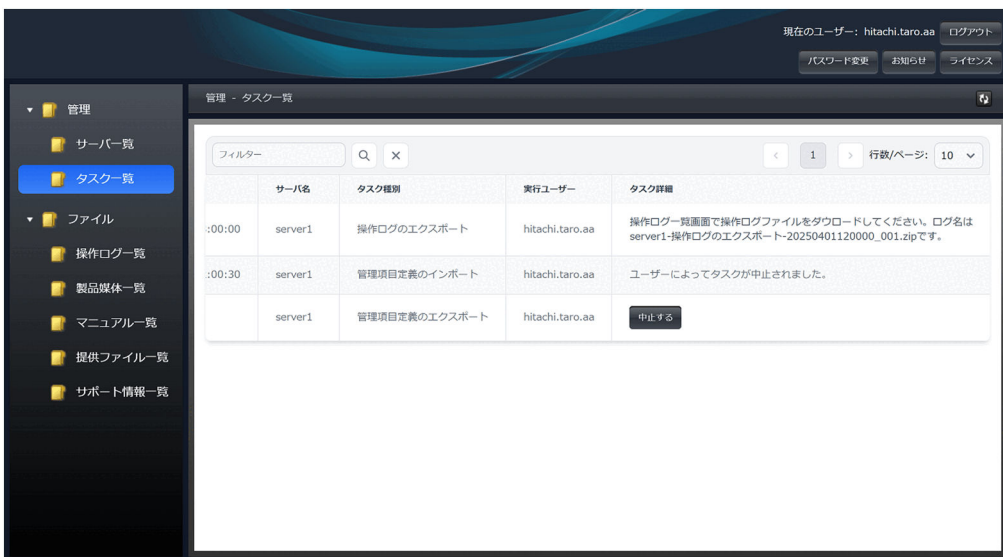 現在のユーザー: hitachi.taro.aa ログアウト
パスワード変更 お知らせ ライセンス
管理
サーバ一覧
タスク一覧
ファイル
操作ログ一覧
製品媒体一覧
マニュアル一覧
提供ファイル一覧
サポート情報一覧
管理 - タスク一覧
フィルター 1 行数/ページ: 10
サーバ名 タスク種別 実行ユーザー タスク詳細
:00:00 server1 操作ログのエクスポート hitachi.taro.aa 操作ログ一覧画面で操作ログファイルをダウロードしてください。ログ名は
server1-操作ログのエクスポート-20250401120000_001.zipです。
:00:30 server1 管理項目定義のインポート hitachi.taro.aa ユーザーによってタスクが中止されました。
server1 管理項目定義のエクスポート hitachi.taro.aa 中止する